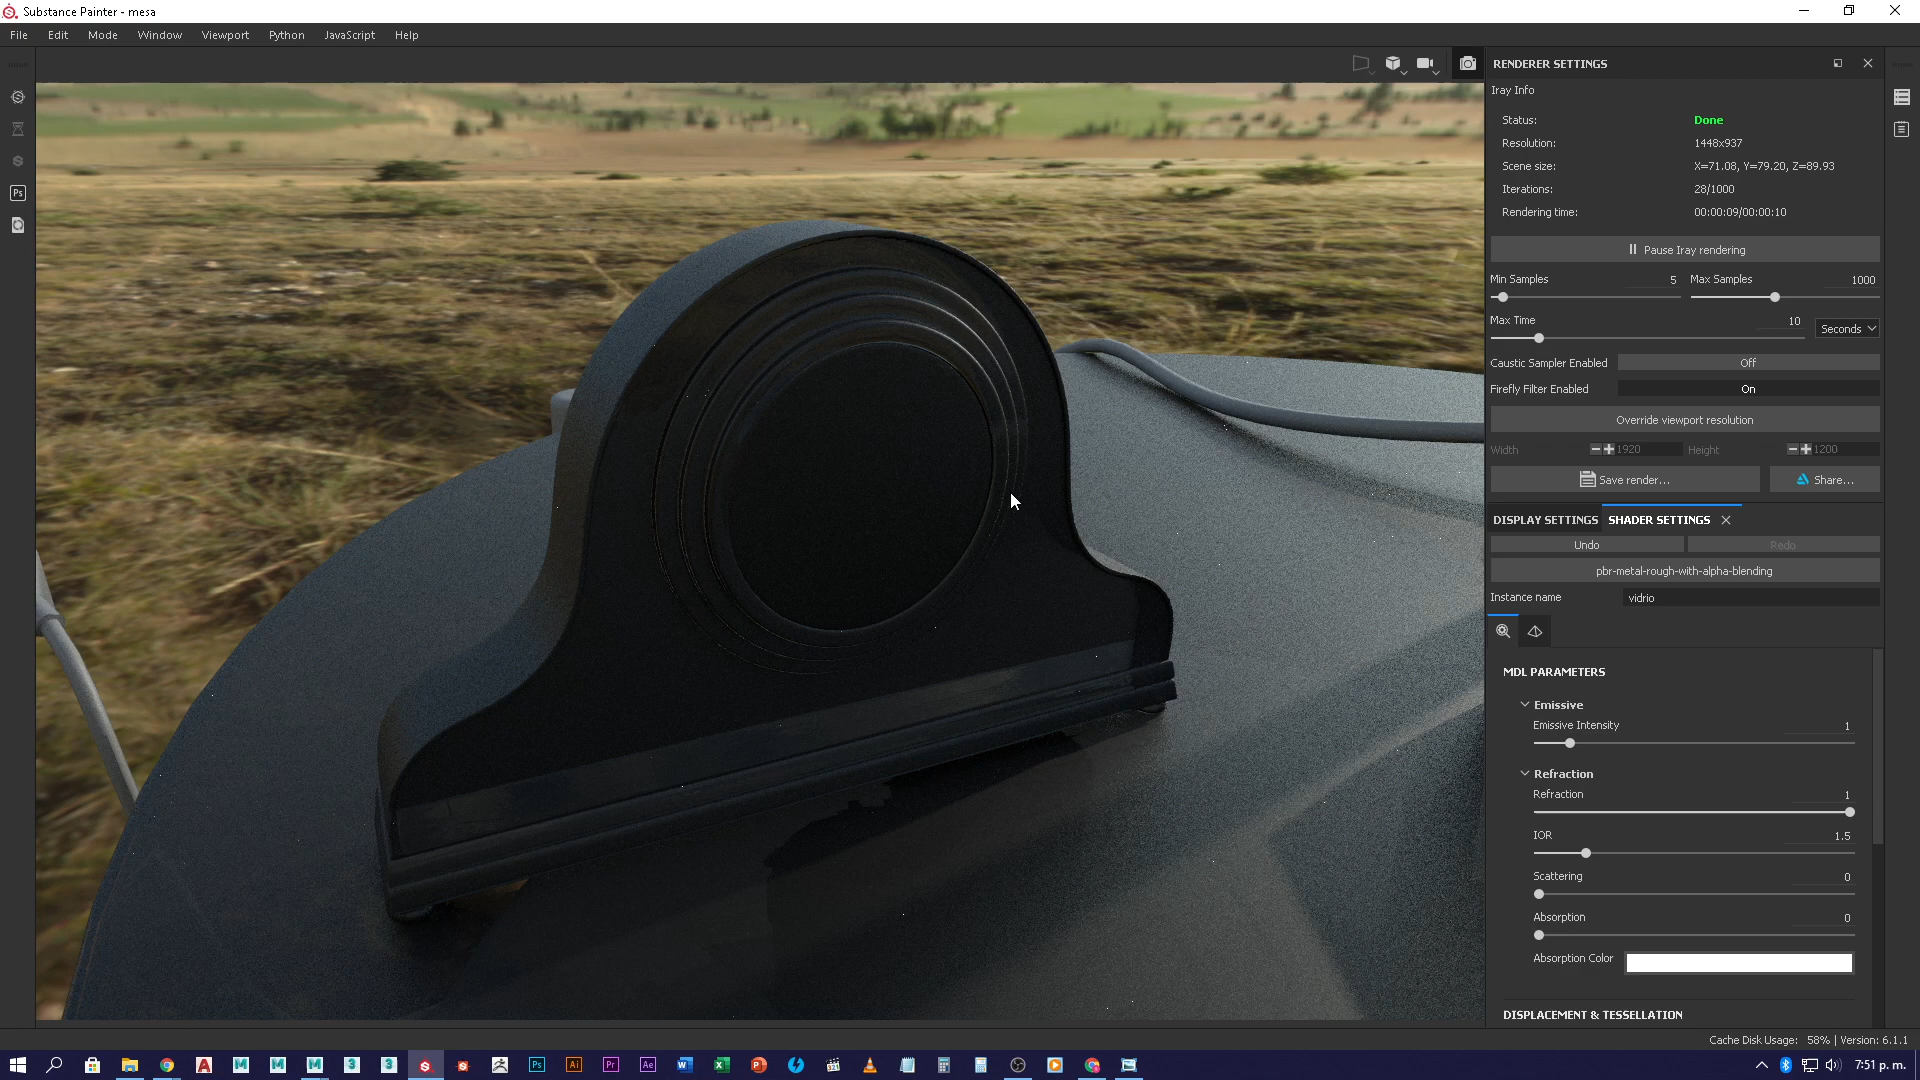 Substance Painter - mesa
File Edit Mode Window Viewport Python JavaScript Help
RENDERER SETTINGS
Iray Info
Status: Done
Resolution: 1448x937
Scene size: X=71.08, Y=79.20, Z=89.93
Iterations: 28/1000
Rendering time: 00:00:09/00:00:10
Pause Iray rendering
Min Samples 5 Max Samples 1000
Max Time 10 Seconds
Caustic Sampler Enabled Off
Firefly Filter Enabled On
Override viewport resolution
Width 1920 Height 1200
Save render... Share...
DISPLAY SETTINGS SHADER SETTINGS
Undo Redo
pbr-metal-rough-with-alpha-blending
Instance name vidrio
MDL PARAMETERS
Emissive
Emissive Intensity 1
Refraction
Refraction 1
IOR 1.5
Scattering 0
Absorption 0
Absorption Color
DISPLACEMENT & TESSELLATION
Cache Disk Usage: 58% | Version: 6.1.1
7:51 p. m.